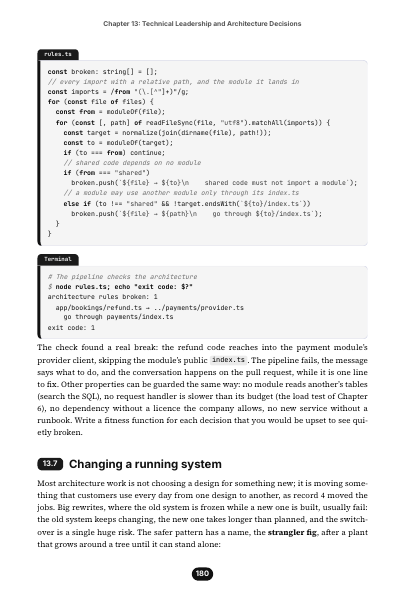 Chapter 13: Technical Leadership and Architecture Decisions
rules.ts
const broken: string[] = [];
// every import with a relative path, and the module it lands in
const imports = /from "(\.[^"]+)"/g;
for (const file of files) {
const from = moduleOf(file);
for (const [, path] of readFileSync(file, "utf8").matchAll(imports)) {
const target = normalize(join(dirname(file), path!));
const to = moduleOf(target);
if (to === from) continue;
// shared code depends on no module
if (from === "shared")
broken.push(`${file} → ${to}\n    shared code must not import a module`);
// a module may use another module only through its index.ts
else if (to !== "shared" && !target.endsWith(`${to}/index.ts`))
broken.push(`${file} → ${path}\n    go through ${to}/index.ts`);
}
}
Terminal
# The pipeline checks the architecture
$ node rules.ts; echo "exit code: $?"
architecture rules broken: 1
app/bookings/refund.ts → ../payments/provider.ts
go through payments/index.ts
exit code: 1
The check found a real break: the refund code reaches into the payment module's
provider client, skipping the module's public index.ts. The pipeline fails, the message
says what to do, and the conversation happens on the pull request, while it is one line
to fix. Other properties can be guarded the same way: no module reads another's tables
(search the SQL), no request handler is slower than its budget (the load test of Chapter
6), no dependency without a licence the company allows, no new service without a
runbook. Write a fitness function for each decision that you would be upset to see qui-
etly broken.
13.7 Changing a running system
Most architecture work is not choosing a design for something new; it is moving some-
thing that customers use every day from one design to another, as record 4 moved the
jobs. Big rewrites, where the old system is frozen while a new one is built, usually fail:
the old system keeps changing, the new one takes longer than planned, and the switch-
over is a single huge risk. The safer pattern has a name, the strangler fig, after a plant
that grows around a tree until it can stand alone:
180